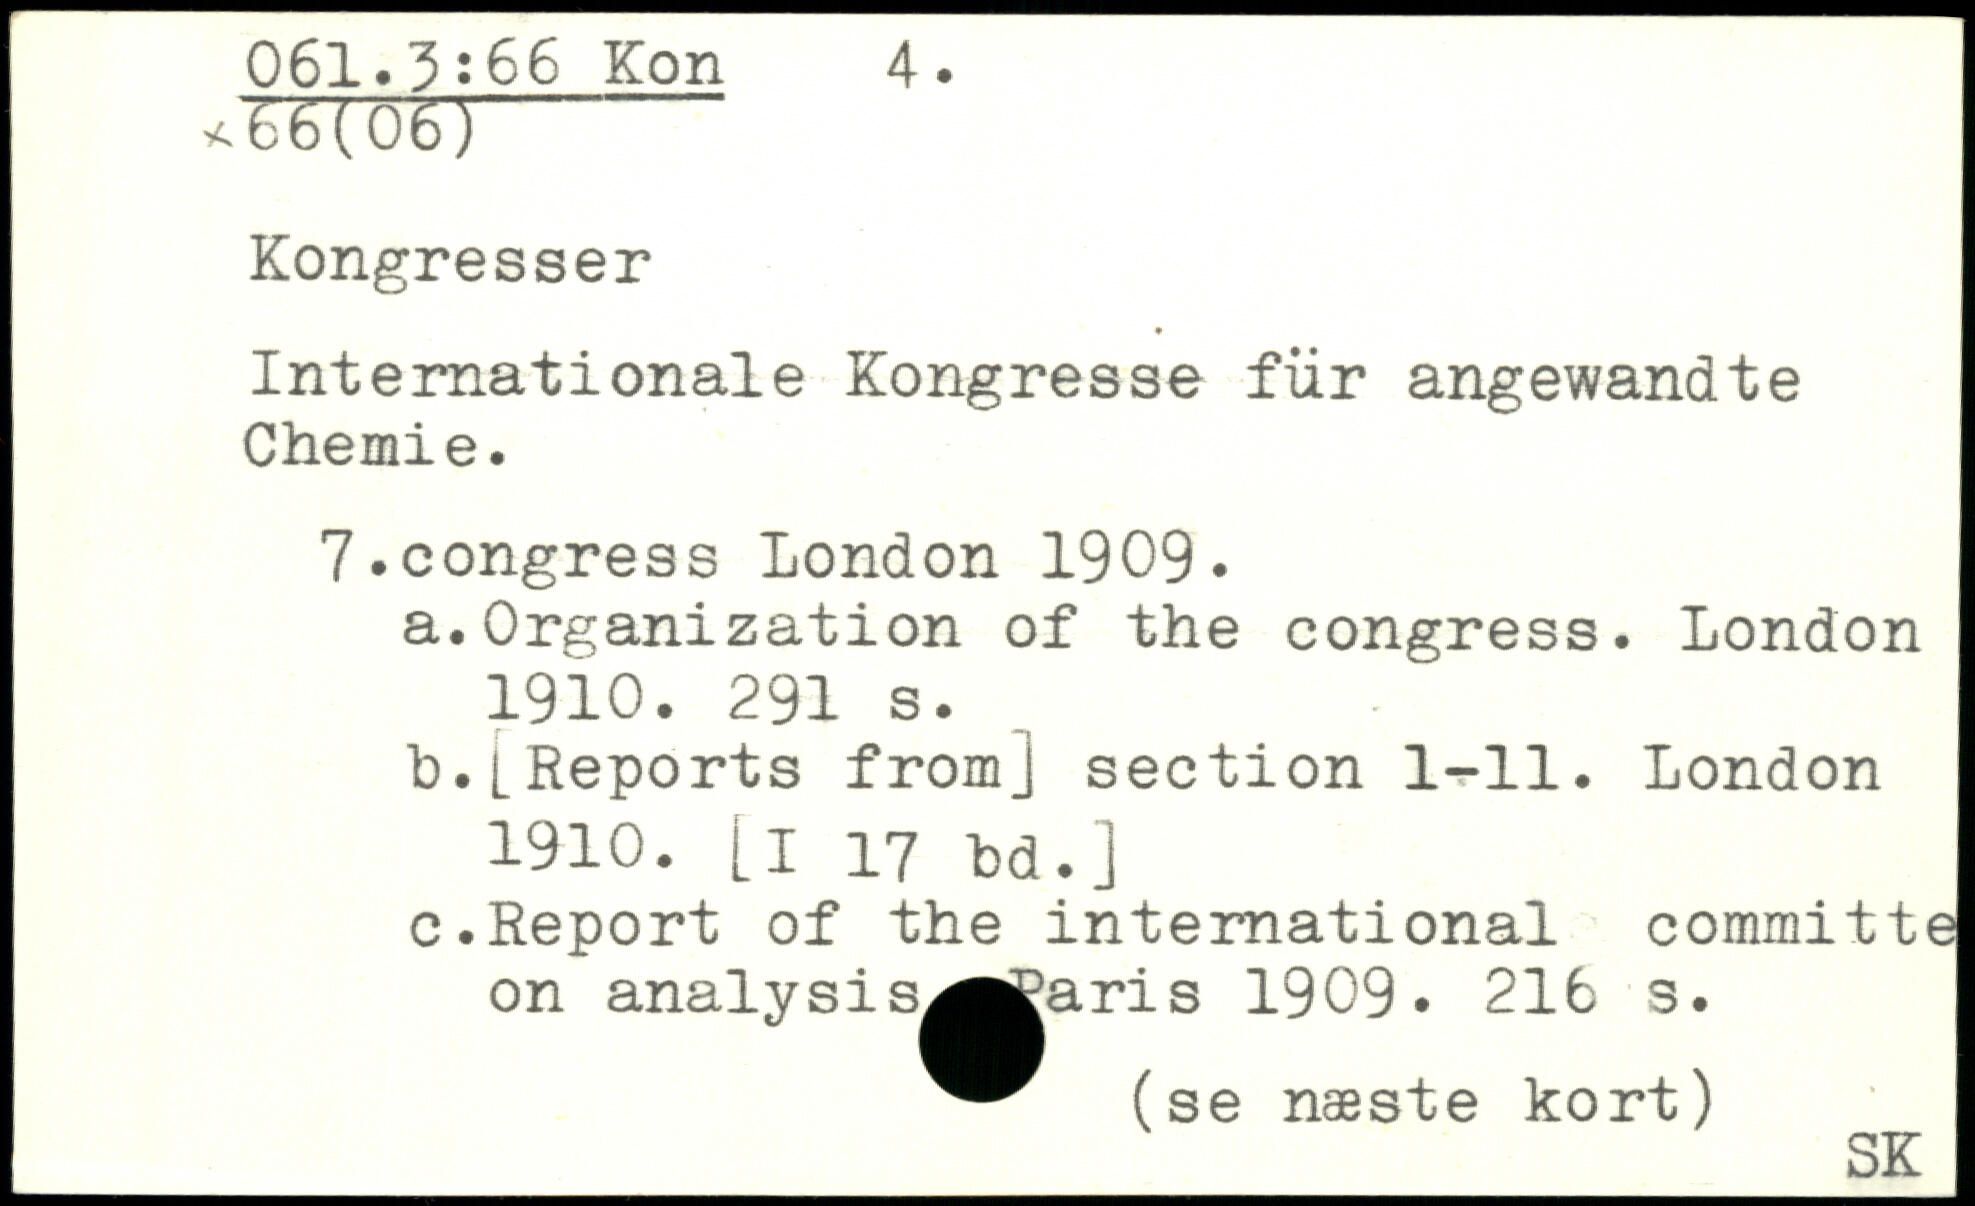 061.3:66 Kon 4.
×66(06)
Kongresser
Internationale Kongresse für angewandte
Chemie.
7.congress London 1909.
a.Organization of the congress. London
1910. 291 s.
b.[Reports from] section 1-11. London
1910. [I 17 bd.]
c.Report of the international committe
on analysis Paris 1909. 216 s.
(se næste kort)
SK